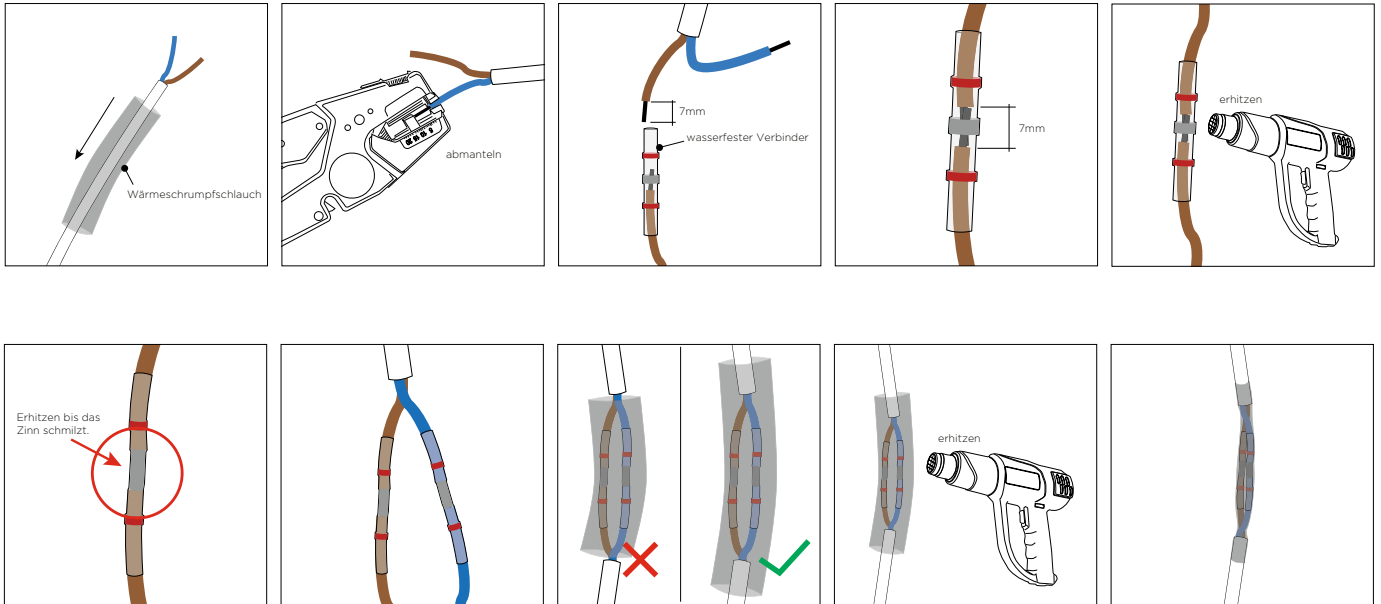 Wärmeschrumpfschlauch
abmanteln
7mm
wasserfester Verbinder
7mm
erhitzen
Erhitzen bis das
Zinn schmilzt.
erhitzen